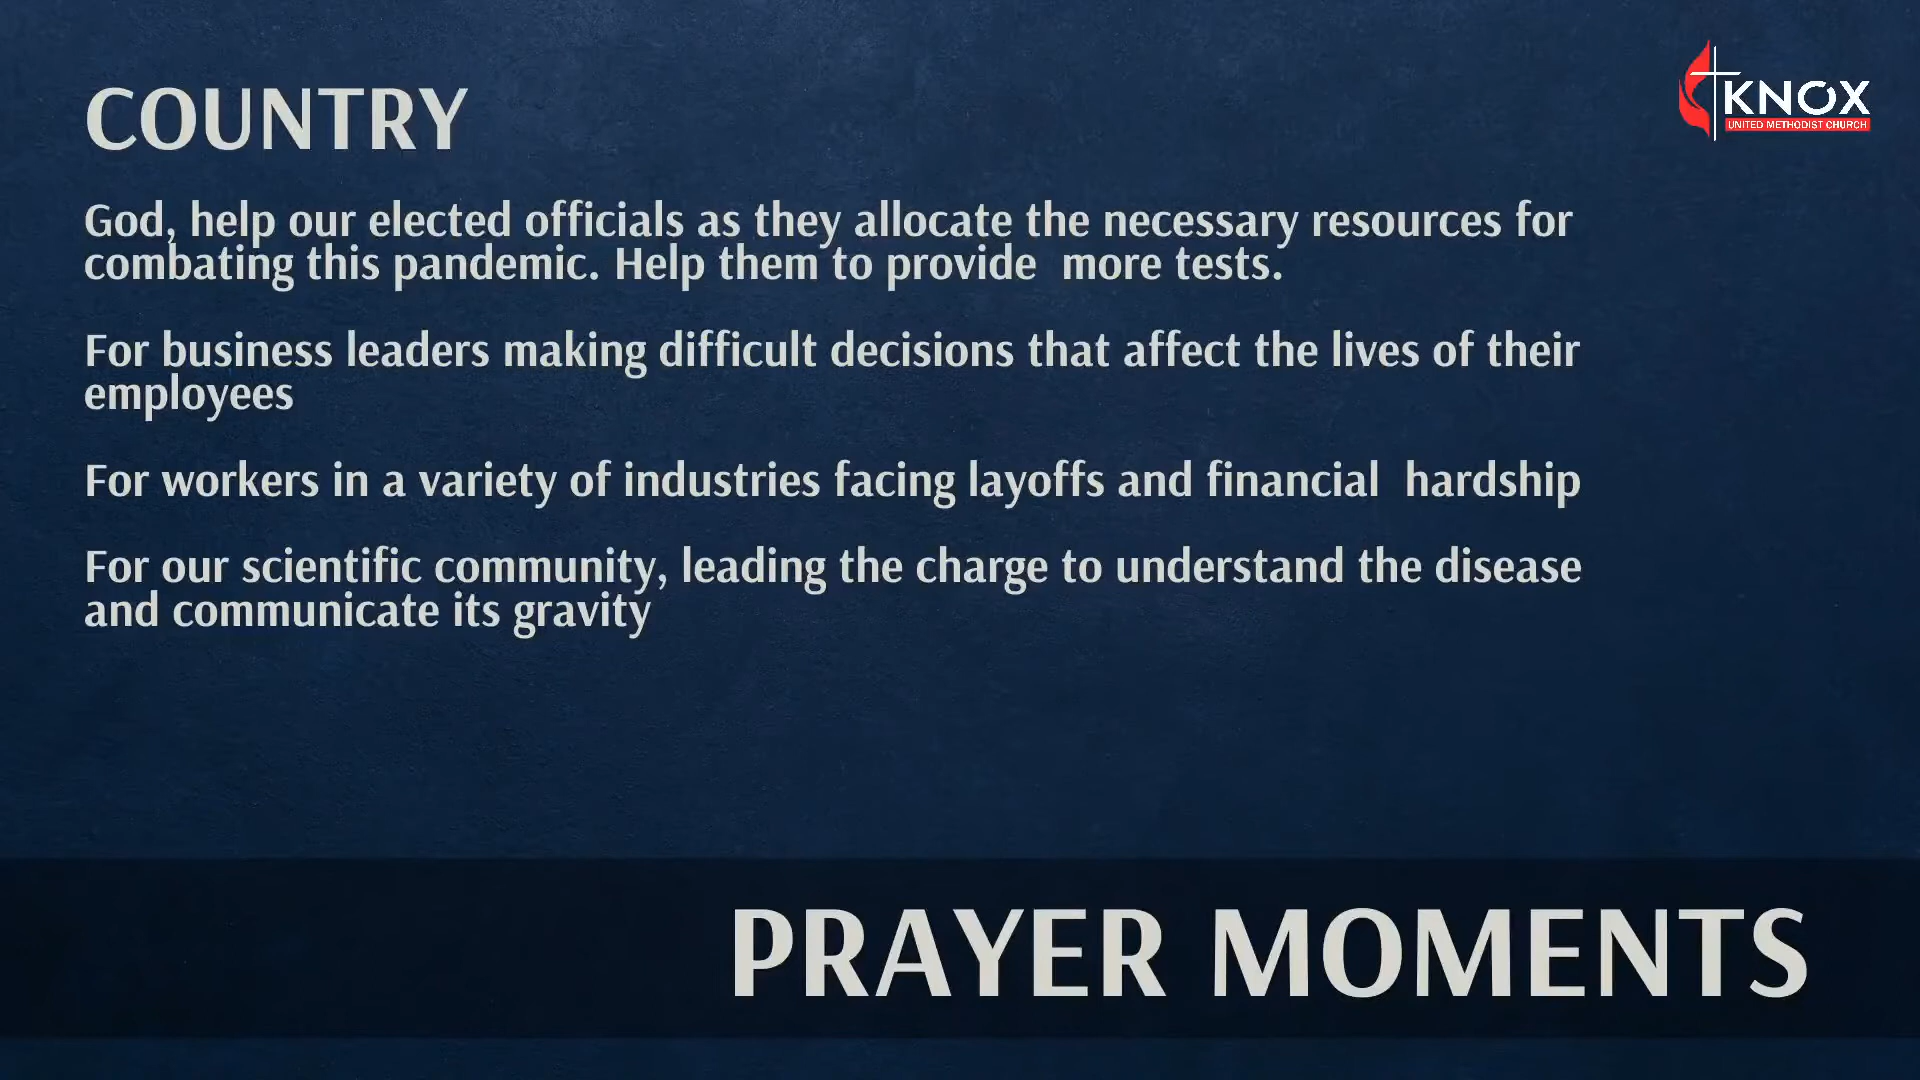 KNOX
UNITED METHODIST CHURCH
COUNTRY
God, help our elected officials as they allocate the necessary resources for
combating this pandemic. Help them to provide  more tests.
For business leaders making difficult decisions that affect the lives of their
employees
For workers in a variety of industries facing layoffs and financial  hardship
For our scientific community, leading the charge to understand the disease
and communicate its gravity
PRAYER MOMENTS